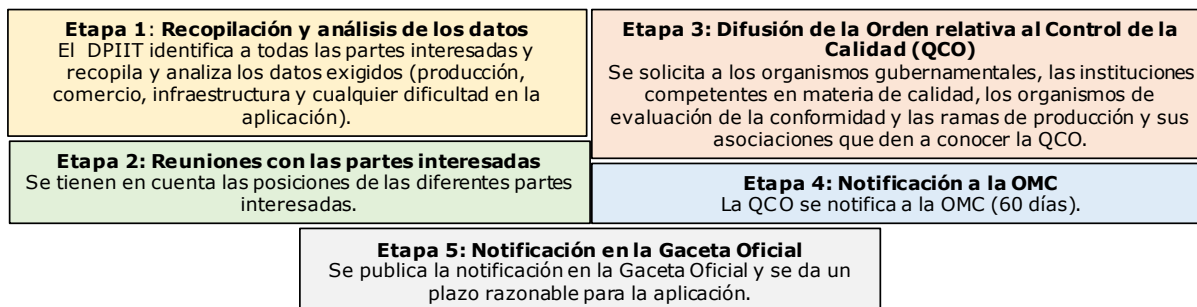 Etapa 1: Recopilación y análisis de los datos
El DPIIT identifica a todas las partes interesadas y
recopila y analiza los datos exigidos (producción,
comercio, infraestructura y cualquier dificultad en la
aplicación).
Etapa 2: Reuniones con las partes interesadas
Se tienen en cuenta las posiciones de las diferentes partes
interesadas.
Etapa 3: Difusión de la Orden relativa al Control de la
Calidad (QCO)
Se solicita a los organismos gubernamentales, las instituciones
competentes en materia de calidad, los organismos de
evaluación de la conformidad y las ramas de producción y sus
asociaciones que den a conocer la QCO.
Etapa 4: Notificación a la OMC
La QCO se notifica a la OMC (60 días).
Etapa 5: Notificación en la Gaceta Oficial
Se publica la notificación en la Gaceta Oficial y se da un
plazo razonable para la aplicación.